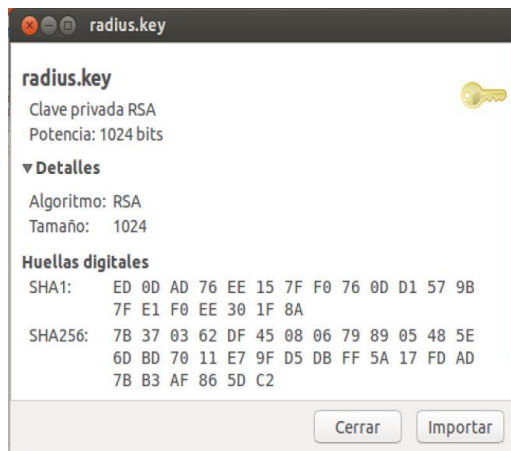 radius.key
radius.key
Clave privada RSA
Potencia: 1024 bits
Detalles
Algoritmo: RSA
Tamaño: 1024
Huellas digitales
SHA1: ED 0D AD 76 EE 15 7F F0 76 0D D1 57 9B
7F E1 F0 EE 30 1F 8A
SHA256: 7B 37 03 62 DF 45 08 06 79 89 05 48 5E
6D BD 70 11 E7 9F D5 DB FF 5A 17 FD AD
7B B3 AF 86 5D C2
Cerrar Importar